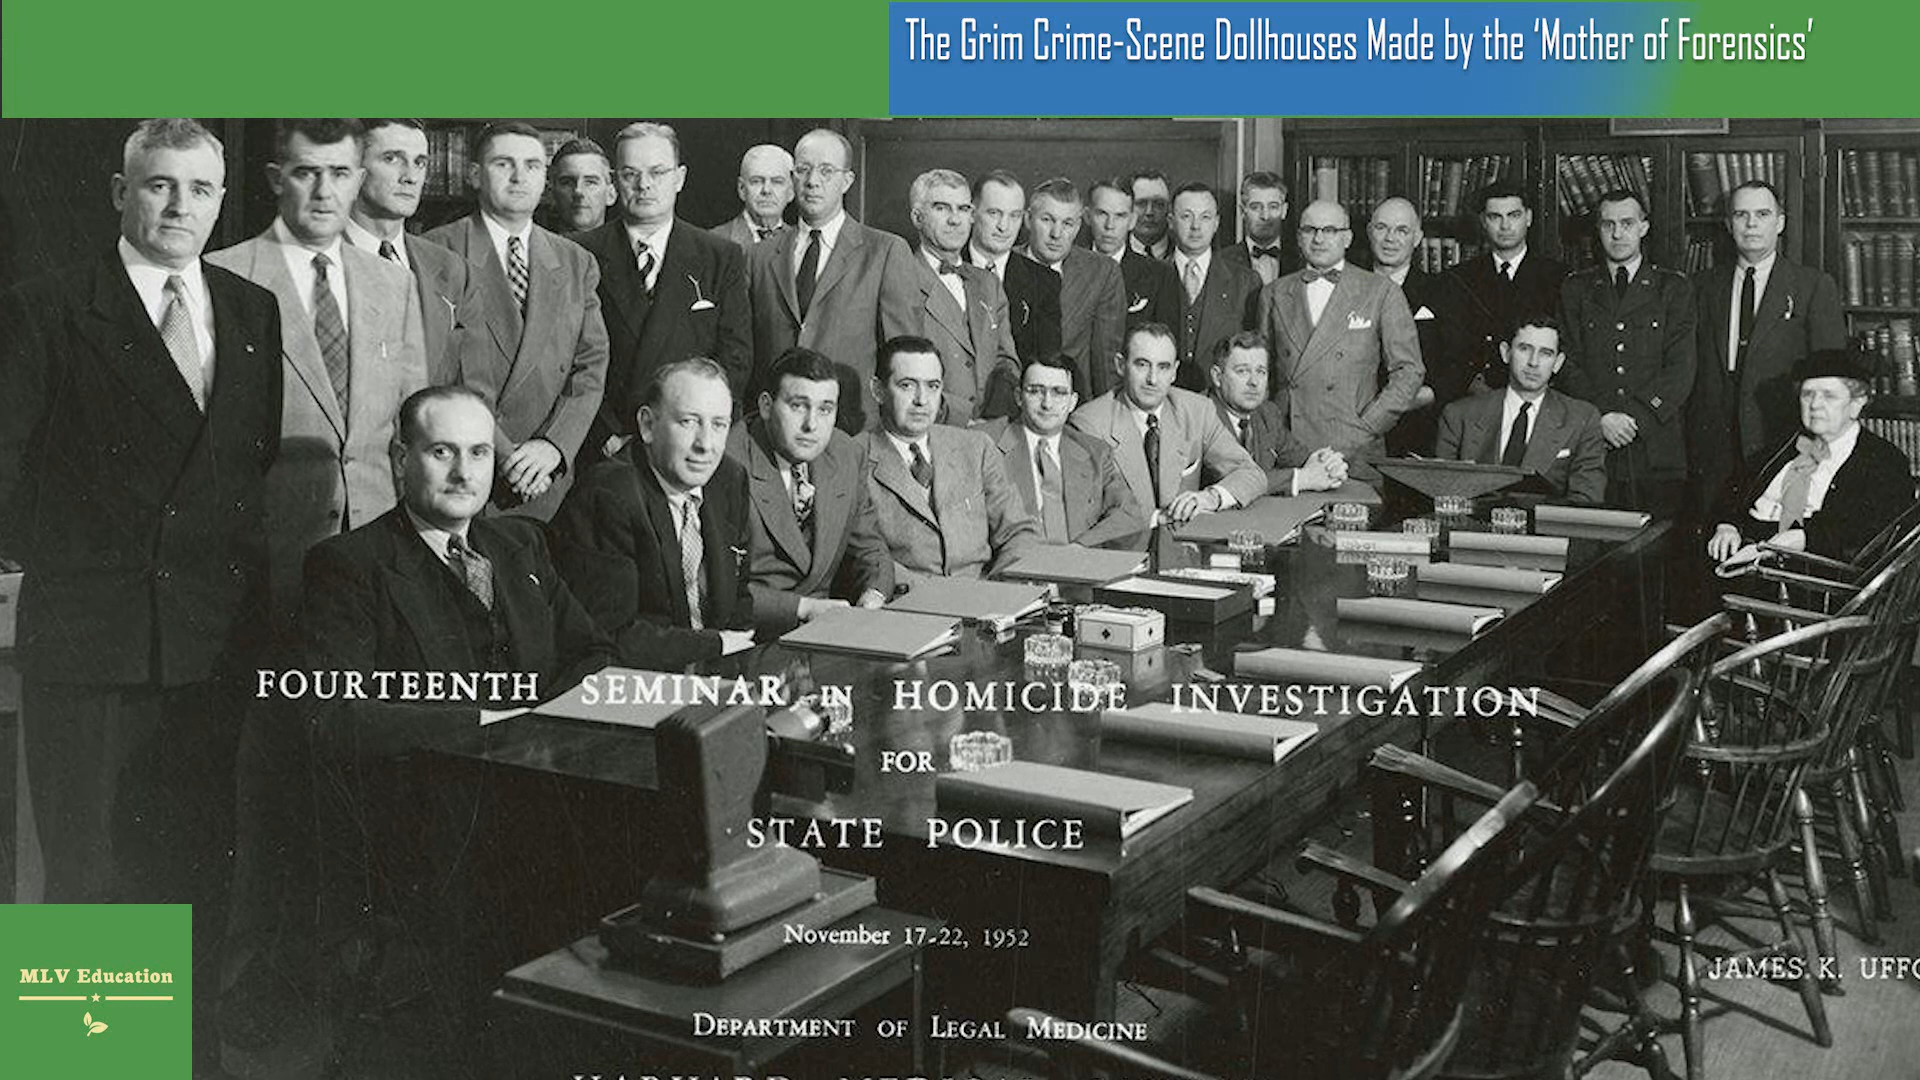 The Grim Crime-Scene Dollhouses Made by the ‘Mother of Forensics’
FOURTEENTH SEMINAR IN HOMICIDE INVESTIGATION
FOR
STATE POLICE
November 17-22, 1952
JAMES K.
DEPARTMENT OF LEGAL MEDICINE
MLV Education